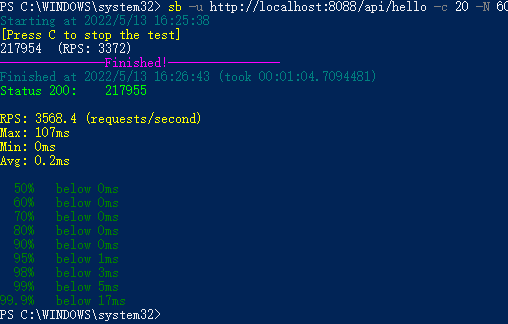 PS C:\WINDOWS\system32> sb -u http://localhost:8088/api/hello -c 20 -N 60
Starting at 2022/5/13 16:25:38
[Press C to stop the test]
217954  (RPS: 3372)
---------------Finished!----------------
Finished at 2022/5/13 16:26:43 (took 00:01:04.7094481)
Status 200:    217955
RPS: 3568.4 (requests/second)
Max: 107ms
Min: 0ms
Avg: 0.2ms
50%   below 0ms
60%   below 0ms
70%   below 0ms
80%   below 0ms
90%   below 0ms
95%   below 1ms
98%   below 3ms
99%   below 5ms
99.9%   below 17ms
PS C:\WINDOWS\system32>